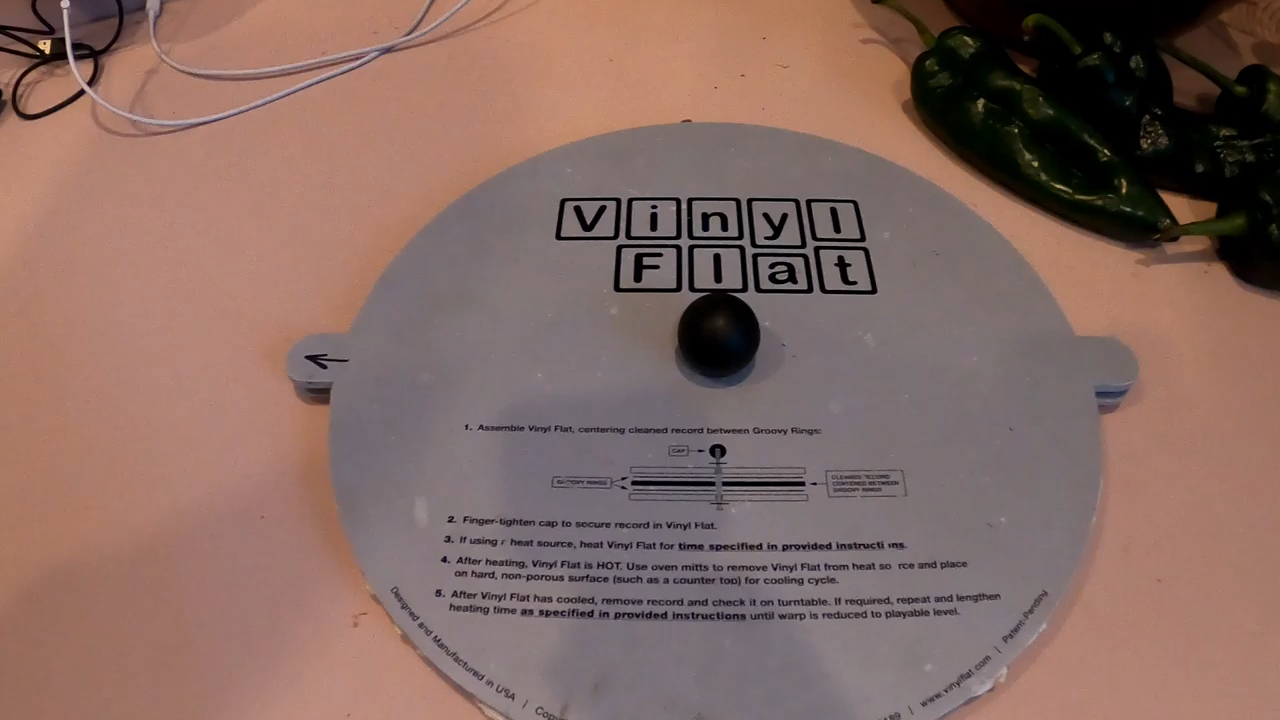 Vinyl
Flat
1. Assemble Vinyl Flat, centering cleaned record between Groovy Rings:
CAP
GROOVY RINGS
CLEANED RECORD
CENTERED BETWEEN
GROOVY RINGS
2. Finger-tighten cap to secure record in Vinyl Flat.
3. If using heat source, heat Vinyl Flat for time specified in provided instructi ns.
4. After heating, Vinyl Flat is HOT. Use oven mitts to remove Vinyl Flat from heat so rce and place
on hard, non-porous surface (such as a counter top) for cooling cycle.
5. After Vinyl Flat has cooled, remove record and check it on turntable. If required, repeat and lengthen
heating time as specified in provided instructions until warp is reduced to playable level.
Designed and Manufactured in USA | www.vinylflat.com | Patent-Pending